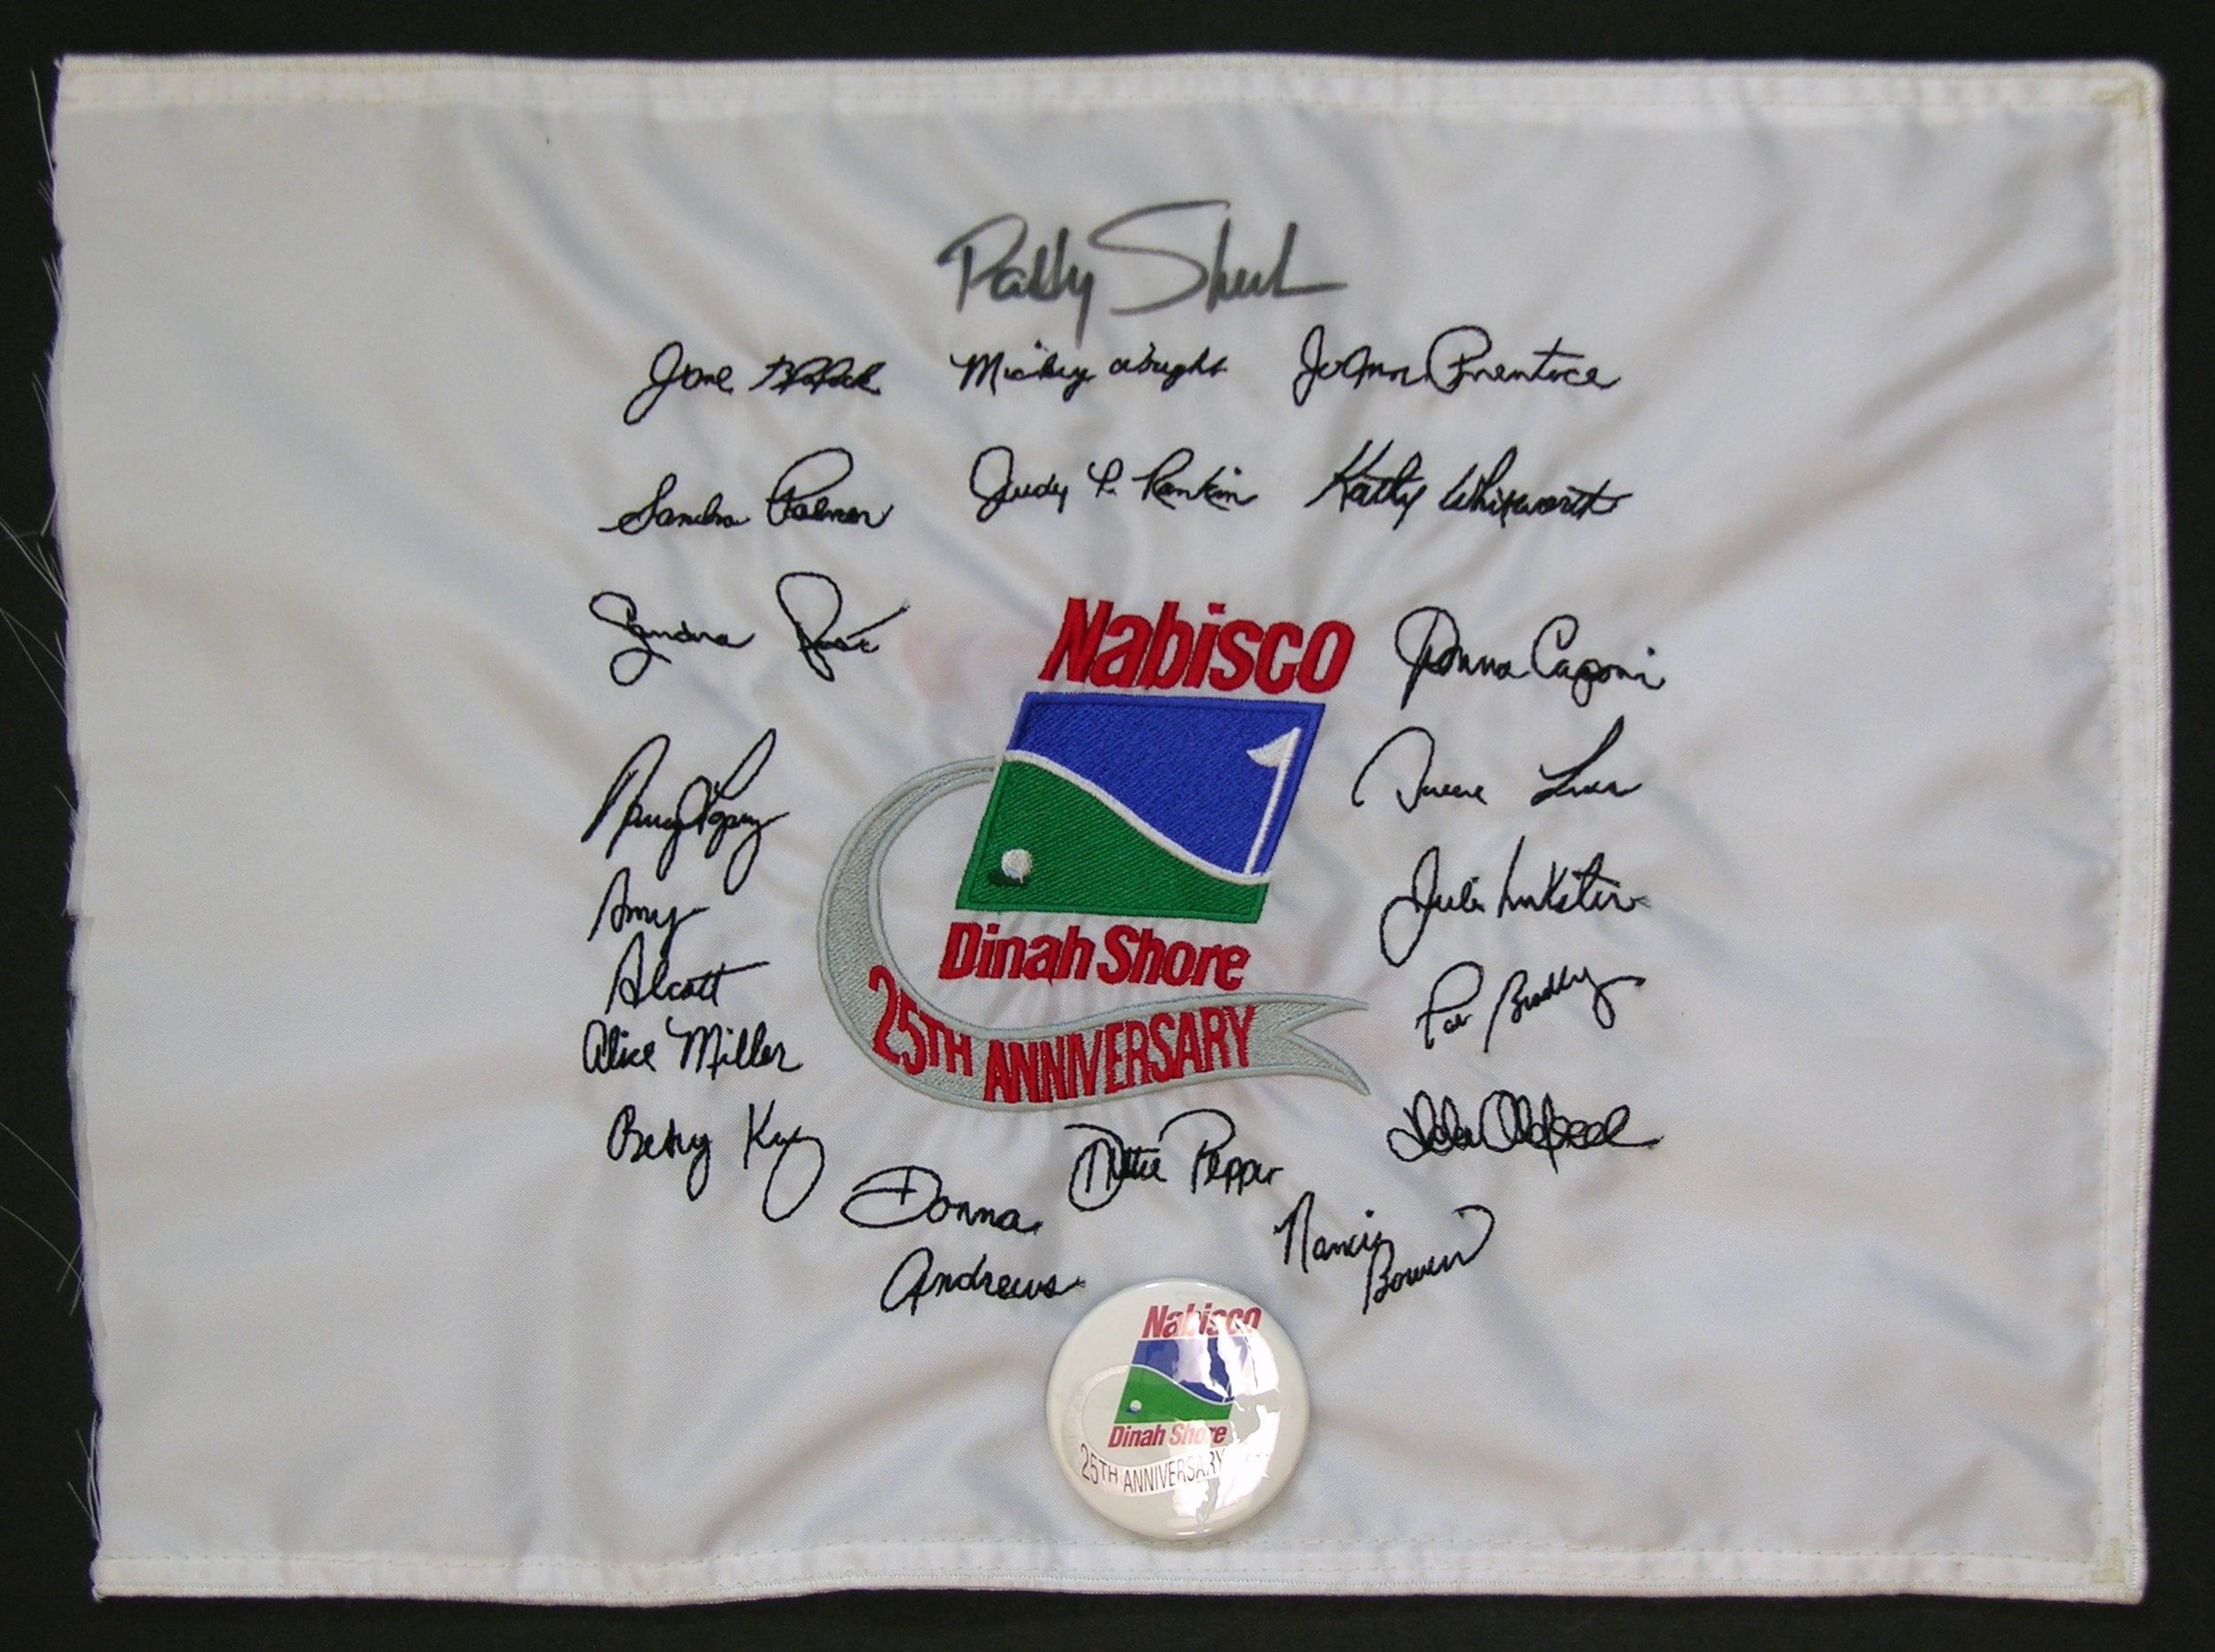 Patty Sheehan
Jane Blalock Mickey Wright JoAnn Prentice
Sandra Palmer Judy T. Rankin Kathy Whitworth
Sandra Post
Nabisco
Donna Caponi
Nancy Lopez
Amy
Alcott
Juli Inkster
Dinah Shore
Pat Bradley
25TH ANNIVERSARY
Alice Miller
Betsy King
Dottie Pepper
Donna
Andrews
Nanci
Bowen
Nabisco
Dinah Shore
25TH ANNIVERSARY